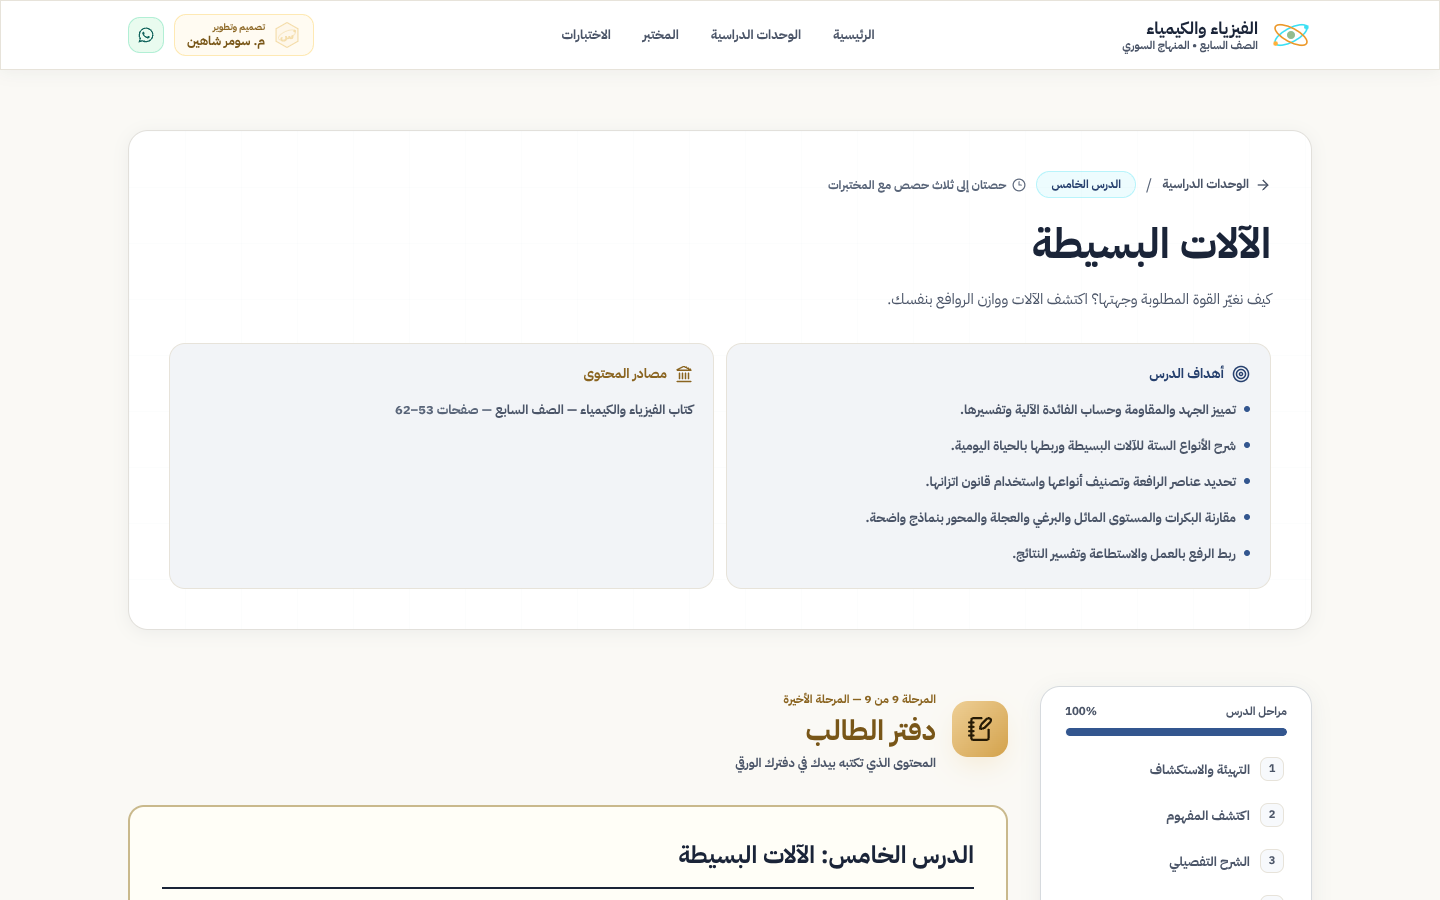 الفيزياء والكيمياء
الصف السابع • المنهاج السوري
الرئيسية
الوحدات الدراسية
المختبر
الاختبارات
تصميم وتطوير
م. سومر شاهين
الوحدات الدراسية / الدرس الخامس حصتان إلى ثلاث حصص مع المختبرات
الآلات البسيطة
كيف نغيّر القوة المطلوبة وجهتها؟ اكتشف الآلات ووازن الروافع بنفسك.
أهداف الدرس
تمييز الجهد والمقاومة وحساب الفائدة الآلية وتفسيرها.
شرح الأنواع الستة للآلات البسيطة وربطها بالحياة اليومية.
تحديد عناصر الرافعة وتصنيف أنواعها واستخدام قانون اتزانها.
مقارنة البكرات والمستوى المائل والبرغي والعجلة والمحور بنماذج واضحة.
ربط الرفع بالعمل والاستطاعة وتفسير النتائج.
مصادر المحتوى
كتاب الفيزياء والكيمياء — الصف السابع — صفحات 53–62
مراحل الدرس
100%
1 التهيئة والاستكشاف
2 اكتشف المفهوم
3 الشرح التفصيلي
المرحلة 9 من 9 — المرحلة الأخيرة
دفتر الطالب
المحتوى الذي تكتبه بيدك في دفترك الورقي
الدرس الخامس: الآلات البسيطة